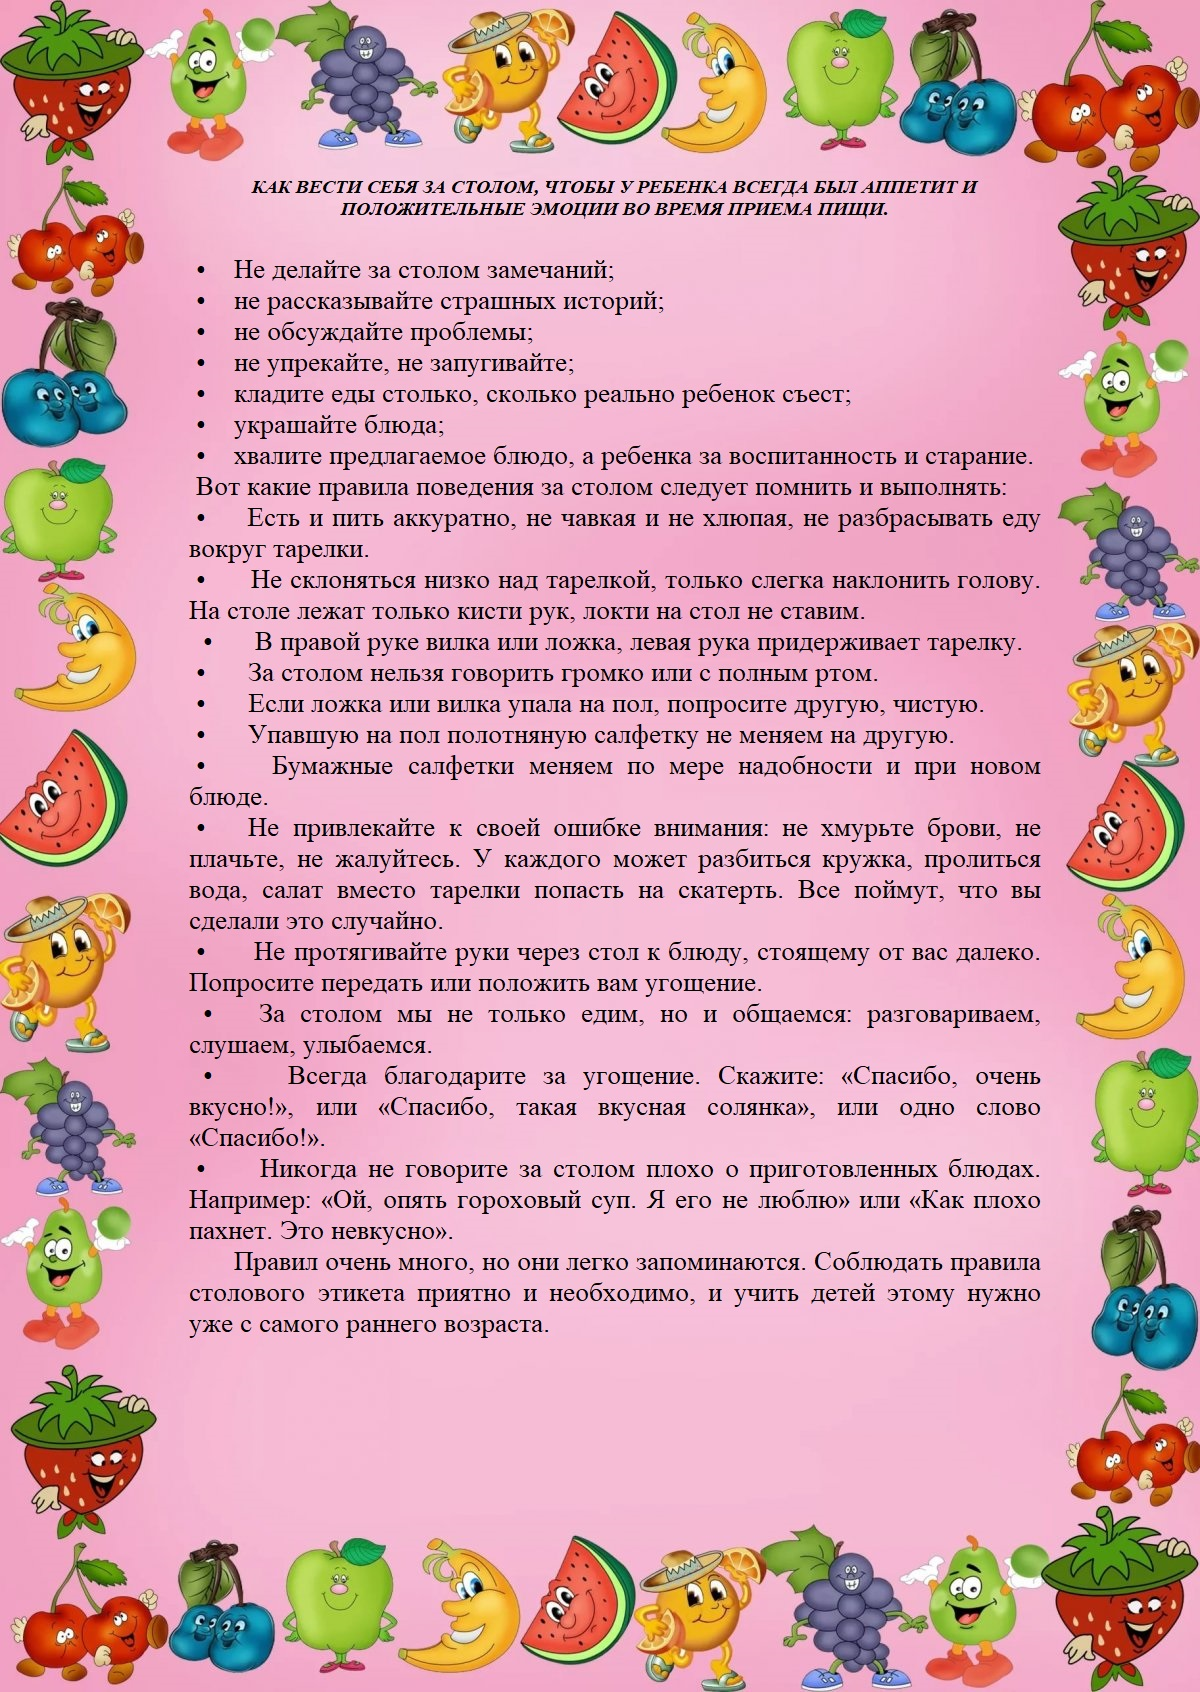 КАК ВЕСТИ СЕБЯ ЗА СТОЛОМ, ЧТОБЫ У РЕБЕНКА ВСЕГДА БЫЛ АППЕТИТ И
ПОЛОЖИТЕЛЬНЫЕ ЭМОЦИИ ВО ВРЕМЯ ПРИЕМА ПИЩИ.
• Не делайте за столом замечаний;
• не рассказывайте страшных историй;
• не обсуждайте проблемы;
• не упрекайте, не запугивайте;
• кладите еды столько, сколько реально ребенок съест;
• украшайте блюда;
• хвалите предлагаемое блюдо, а ребенка за воспитанность и старание.
Вот какие правила поведения за столом следует помнить и выполнять:
• Есть и пить аккуратно, не чавкая и не хлюпая, не разбрасывать еду
вокруг тарелки.
• Не склоняться низко над тарелкой, только слегка наклонить голову.
На столе лежат только кисти рук, локти на стол не ставим.
• В правой руке вилка или ложка, левая рука придерживает тарелку.
• За столом нельзя говорить громко или с полным ртом.
• Если ложка или вилка упала на пол, попросите другую, чистую.
• Упавшую на пол полотняную салфетку не меняем на другую.
• Бумажные салфетки меняем по мере надобности и при новом
блюде.
• Не привлекайте к своей ошибке внимания: не хмурьте брови, не
плачьте, не жалуйтесь. У каждого может разбиться кружка, пролиться
вода, салат вместо тарелки попасть на скатерть. Все поймут, что вы
сделали это случайно.
• Не протягивайте руки через стол к блюду, стоящему от вас далеко.
Попросите передать или положить вам угощение.
• За столом мы не только едим, но и общаемся: разговариваем,
слушаем, улыбаемся.
• Всегда благодарите за угощение. Скажите: «Спасибо, очень
вкусно!», или «Спасибо, такая вкусная солянка», или одно слово
«Спасибо!».
• Никогда не говорите за столом плохо о приготовленных блюдах.
Например: «Ой, опять гороховый суп. Я его не люблю» или «Как плохо
пахнет. Это невкусно».
Правил очень много, но они легко запоминаются. Соблюдать правила
столового этикета приятно и необходимо, и учить детей этому нужно
уже с самого раннего возраста.